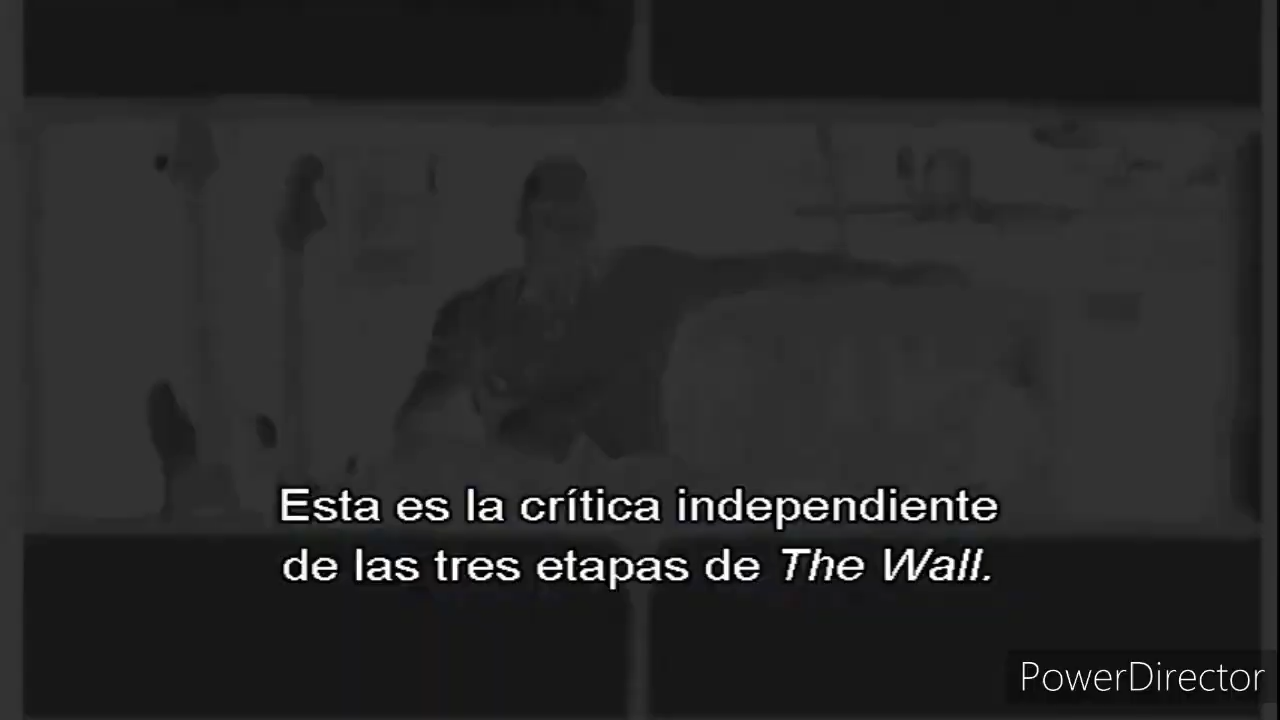 Esta es la crítica independiente
de las tres etapas de The Wall.
PowerDirector